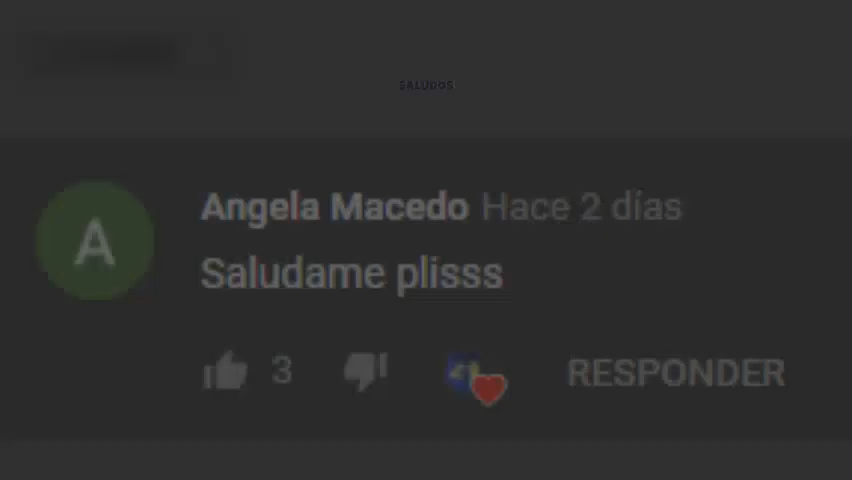 SALUDOS
A
Angela Macedo Hace 2 días
Saludame plisss
3
RESPONDER